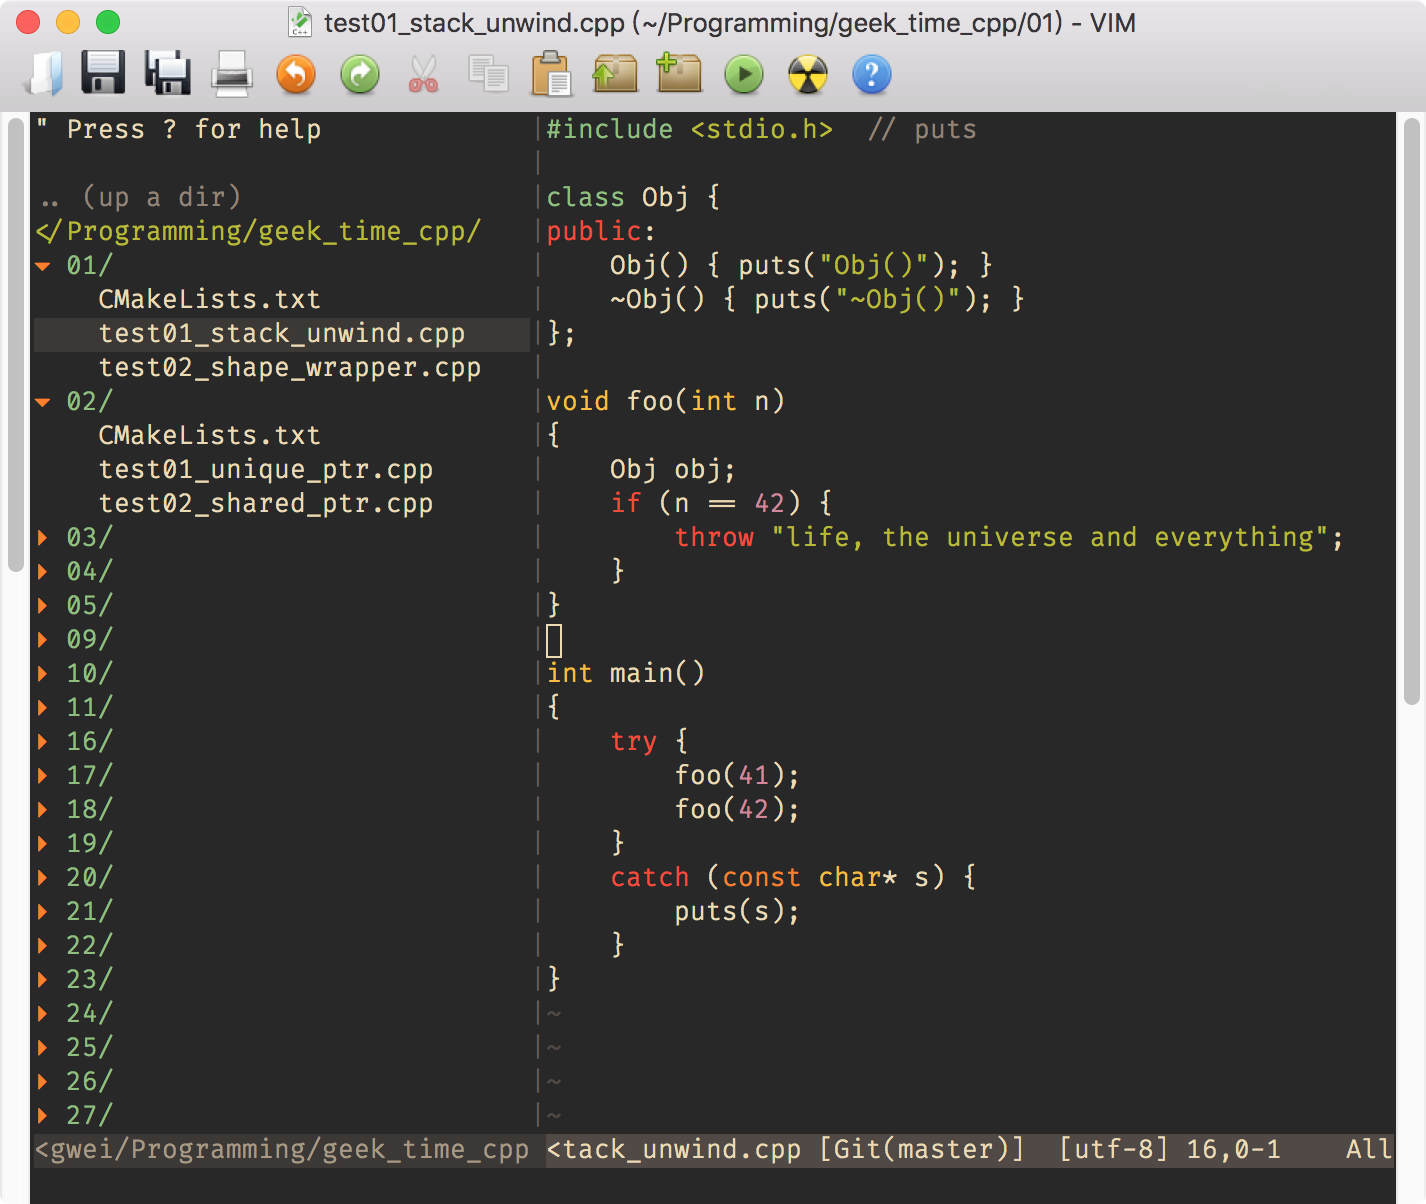 test01_stack_unwind.cpp (~/Programming/geek_time_cpp/01) - VIM
" Press ? for help
.. (up a dir)
</Programming/geek_time_cpp/
01/
CMakeLists.txt
test01_stack_unwind.cpp
test02_shape_wrapper.cpp
02/
CMakeLists.txt
test01_unique_ptr.cpp
test02_shared_ptr.cpp
03/
04/
05/
09/
10/
11/
16/
17/
18/
19/
20/
21/
22/
23/
24/
25/
26/
27/
<gwei/Programming/geek_time_cpp
#include <stdio.h>  // puts
class Obj {
public:
    Obj() { puts("Obj()"); }
    ~Obj() { puts("~Obj()"); }
};
void foo(int n)
{
    Obj obj;
    if (n == 42) {
        throw "life, the universe and everything";
    }
}
int main()
{
    try {
        foo(41);
        foo(42);
    }
    catch (const char* s) {
        puts(s);
    }
}
~
~
~
~
<tack_unwind.cpp [Git(master)]  [utf-8] 16,0-1    All